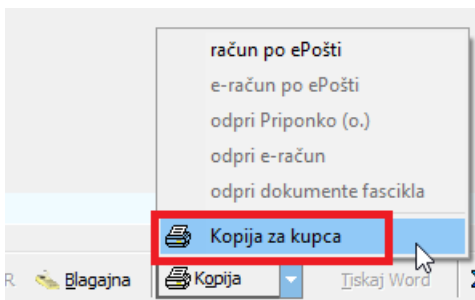 račun po ePošti
e-račun po ePošti
odpri Priponko (o.)
odpri e-račun
odpri dokumente fascikla
Kopija za kupca
R Blagajna Kopija Tiskaj Word